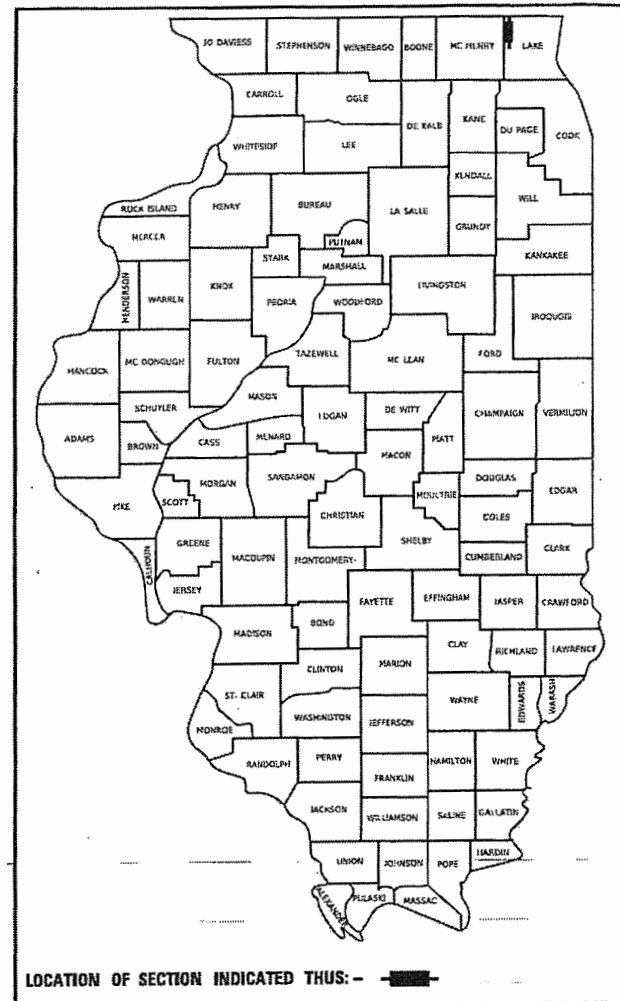 JO DAVIESS STEPHENSON WINNEBAGO BOONE MC HENRY LAKE
CARROLL OGLE DE KALB KANE DU PAGE COOK
WHITESIDE LEE
KENDALL WILL
ROCK ISLAND HENRY BUREAU LA SALLE GRUNDY
MERCER PUTNAM KANKAKEE
STARK MARSHALL
HENDERSON WARREN KNOX PEORIA WOODFORD LIVINGSTON IROQUOIS
HANCOCK MC DONOUGH FULTON TAZEWELL MC LEAN FORD
MASON
SCHUYLER LOGAN DE WITT CHAMPAIGN VERMILION
ADAMS BROWN CASS MENARD MACON PIATT
SANGAMON DOUGLAS EDGAR
PIKE SCOTT MORGAN CHRISTIAN MOULTRIE COLES
GREENE MACOUPIN MONTGOMERY SHELBY CUMBERLAND CLARK
CALHOUN JERSEY FAYETTE EFFINGHAM JASPER CRAWFORD
MADISON BOND
CLAY RICHLAND LAWRENCE
CLINTON MARION
ST. CLAIR WAYNE EDWARDS WABASH
WASHINGTON JEFFERSON
MONROE
RANDOLPH PERRY HAMILTON WHITE
FRANKLIN
JACKSON WILLIAMSON SALINE GALLATIN
UNION JOHNSON POPE HARDIN
ALEXANDER PULASKI MASSAC
LOCATION OF SECTION INDICATED THUS: -